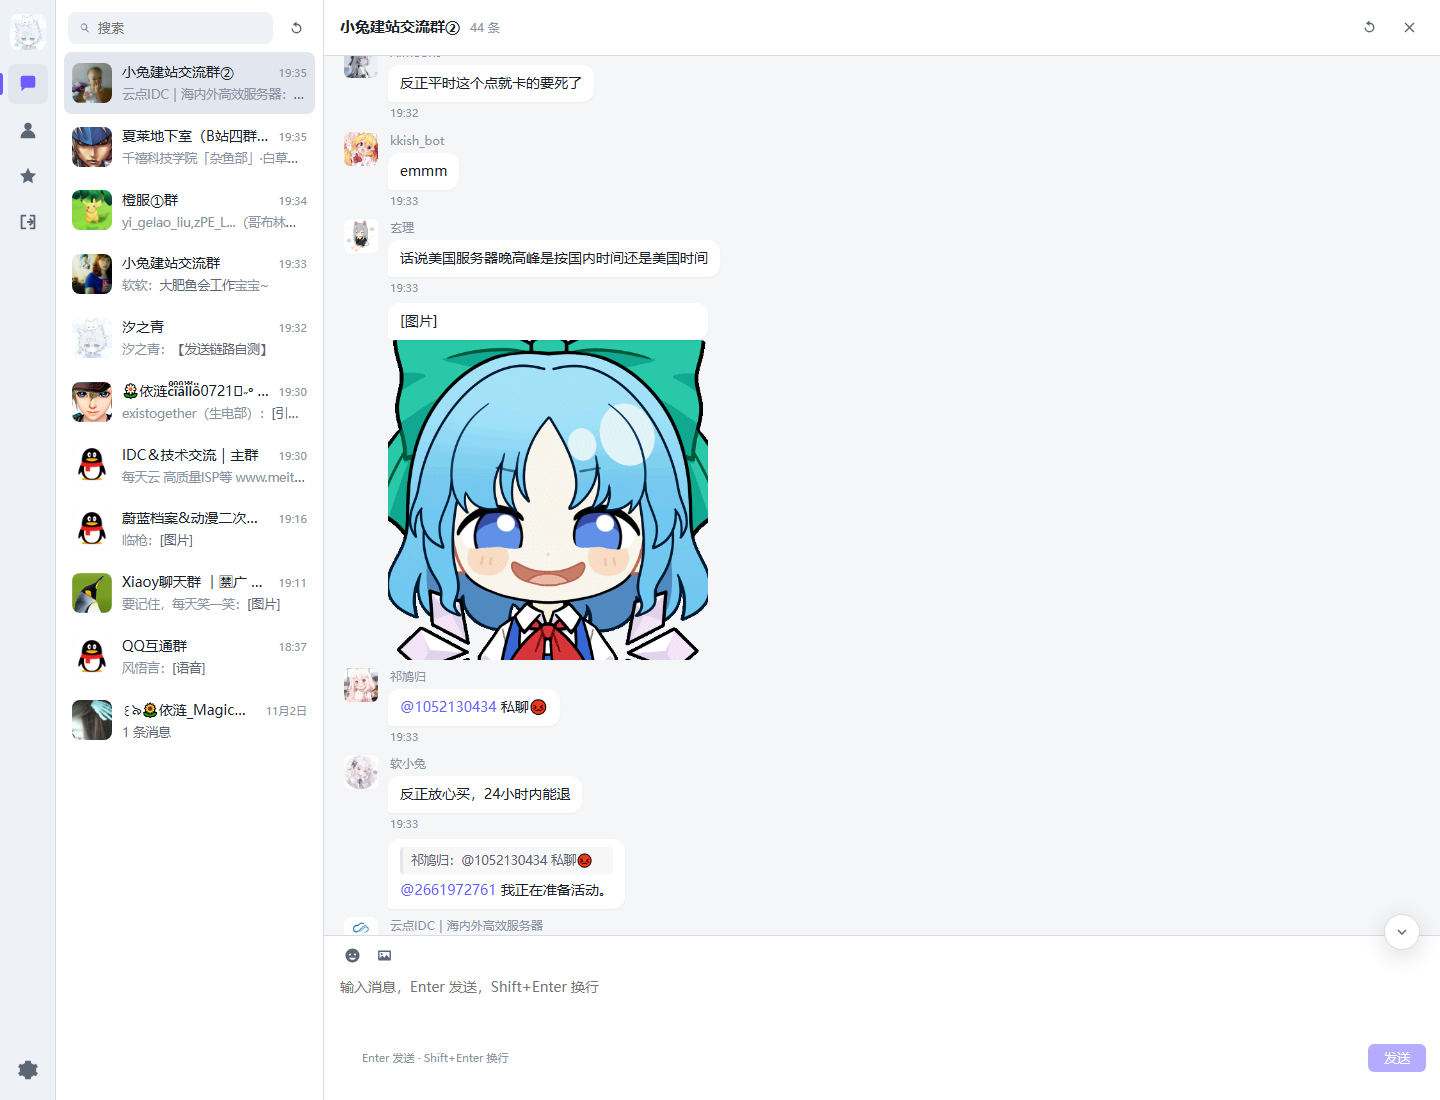 搜索
小兔建站交流群②
19:35
云点IDC | 海内外高效服务器：...
夏莱地下室（B站四群...
19:35
千禧科技学院「杂鱼部」·白草...
橙服①群
19:34
yi_gelao_liu,zPE_L...（哥布林...
小兔建站交流群
19:33
软软：大肥鱼会工作宝宝~
汐之青
19:32
汐之青：【发送链路自测】
19:30
existogether（生电部）：[引...
IDC＆技术交流｜主群
19:30
每天云 高质量ISP等 www.meit...
蔚蓝档案&动漫二次...
19:16
临枪：[图片]
Xiaoy聊天群 ｜🈲广 ...
19:11
要记住，每天笑一笑：[图片]
QQ互通群
18:37
风悟言：[语音]
依涟_Magic...
11月2日
1 条消息
小兔建站交流群② 44 条
反正平时这个点就卡的要死了
19:32
kkish_bot
emmm
19:33
玄理
话说美国服务器晚高峰是按国内时间还是美国时间
19:33
[图片]
祁鸠归
@1052130434 私聊😡
19:33
软小兔
反正放心买，24小时内能退
19:33
祁鸠归：@1052130434 私聊😡
@2661972761 我正在准备活动。
云点IDC | 海内外高效服务器
输入消息，Enter 发送，Shift+Enter 换行
Enter 发送 · Shift+Enter 换行
发送